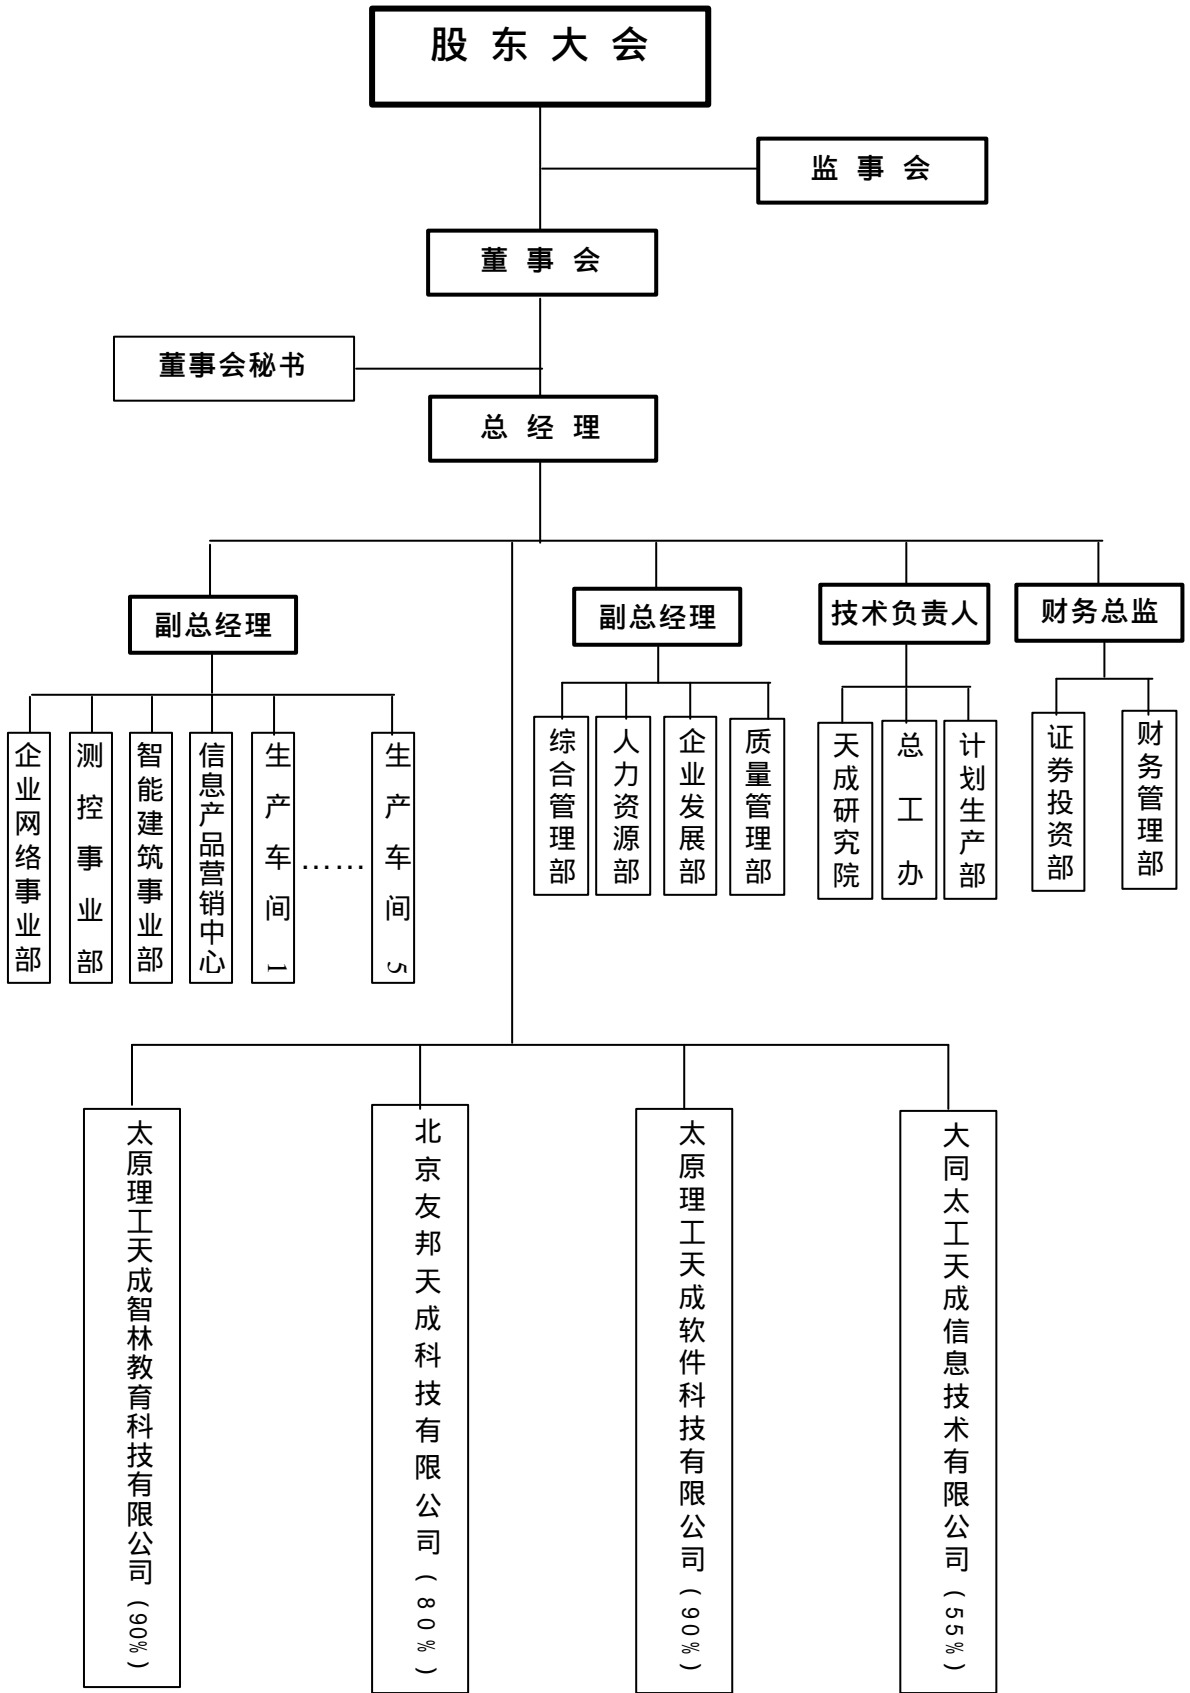 股 东 大 会
监 事 会
董 事 会
董事会秘书
总 经 理
副总经理
副总经理
技术负责人
财务总监
企业网络事业部
测控事业部
智能建筑事业部
信息产品营销中心
生产车间 1
……
生产车间 5
综合管理部
人力资源部
企业发展部
质量管理部
天成研究院
总工办
计划生产部
证券投资部
财务管理部
太原理工天成智林教育科技有限公司(90%)
北京友邦天成科技有限公司(80%)
太原理工天成软件科技有限公司(90%)
大同太工天成信息技术有限公司(55%)